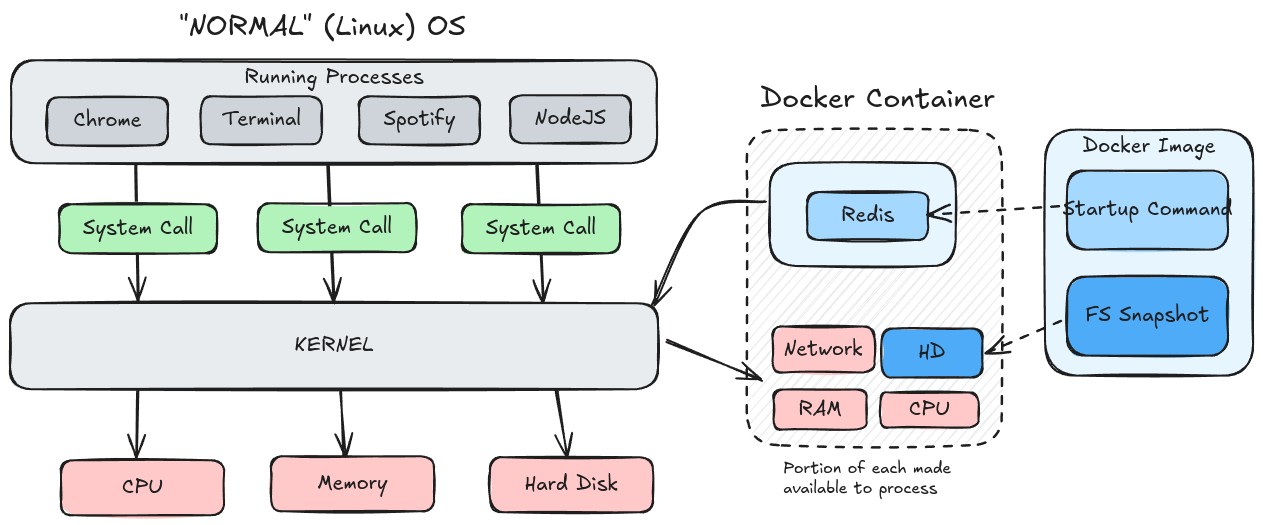 "NORMAL" (Linux) OS
Running Processes
Chrome
Terminal
Spotify
NodeJS
System Call
System Call
System Call
KERNEL
CPU
Memory
Hard Disk
Docker Container
Redis
Network
HD
RAM
CPU
Portion of each made
available to process
Docker Image
Startup Command
FS Snapshot